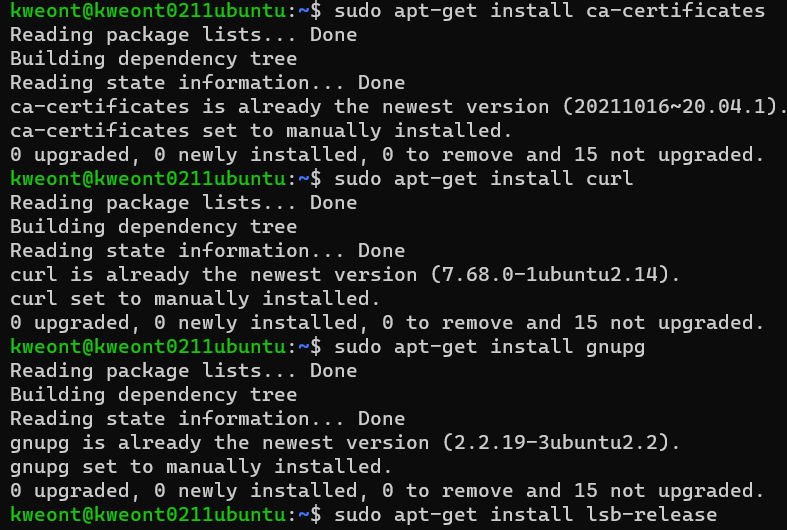 kweont@kweont0211ubuntu:~$ sudo apt-get install ca-certificates
Reading package lists... Done
Building dependency tree
Reading state information... Done
ca-certificates is already the newest version (20211016~20.04.1).
ca-certificates set to manually installed.
0 upgraded, 0 newly installed, 0 to remove and 15 not upgraded.
kweont@kweont0211ubuntu:~$ sudo apt-get install curl
Reading package lists... Done
Building dependency tree
Reading state information... Done
curl is already the newest version (7.68.0-1ubuntu2.14).
curl set to manually installed.
0 upgraded, 0 newly installed, 0 to remove and 15 not upgraded.
kweont@kweont0211ubuntu:~$ sudo apt-get install gnupg
Reading package lists... Done
Building dependency tree
Reading state information... Done
gnupg is already the newest version (2.2.19-3ubuntu2.2).
gnupg set to manually installed.
0 upgraded, 0 newly installed, 0 to remove and 15 not upgraded.
kweont@kweont0211ubuntu:~$ sudo apt-get install lsb-release